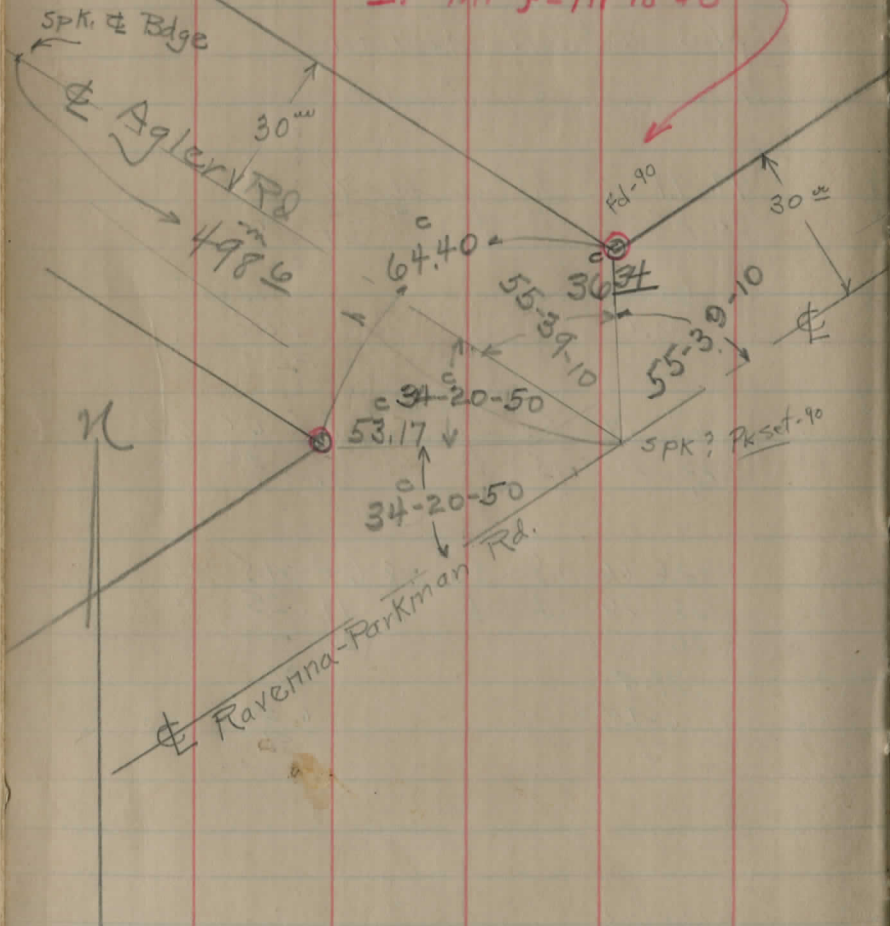 spk. ℄ Bdge
℄ Agler Rd
30
m
498 6
c
64.40
Fd-90
30
c
36 34
55-39-10
55-39-10
℄
c
34-20-50
c
53.17
c
34-20-50
spk? Pk set-90
n
℄ Ravenna-Parkman Rd.